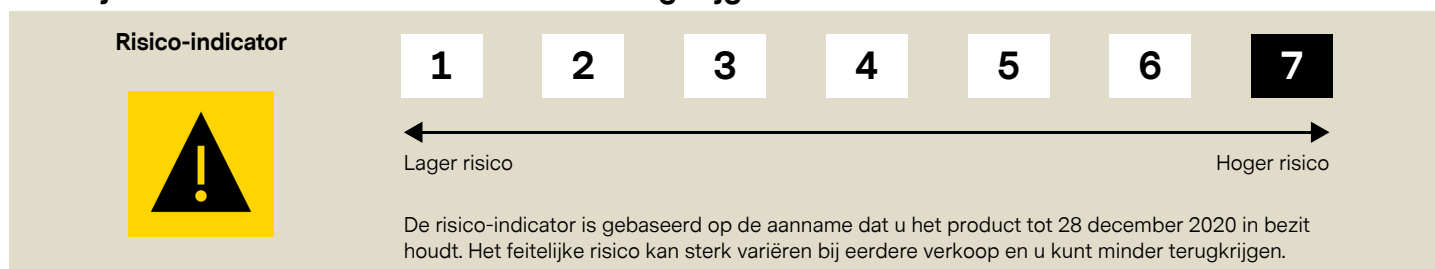 Risico-indicator
1 2 3 4 5 6 7
Lager risico Hoger risico
De risico-indicator is gebaseerd op de aanname dat u het product tot 28 december 2020 in bezit
houdt. Het feitelijke risico kan sterk variëren bij eerdere verkoop en u kunt minder terugkrijgen.